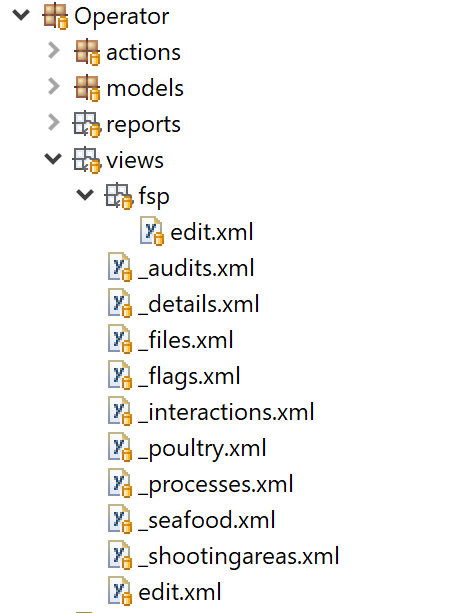 Operator
actions
models
reports
views
fsp
edit.xml
_audits.xml
_details.xml
_files.xml
_flags.xml
_interactions.xml
_poultry.xml
_processes.xml
_seafood.xml
_shootingareas.xml
edit.xml